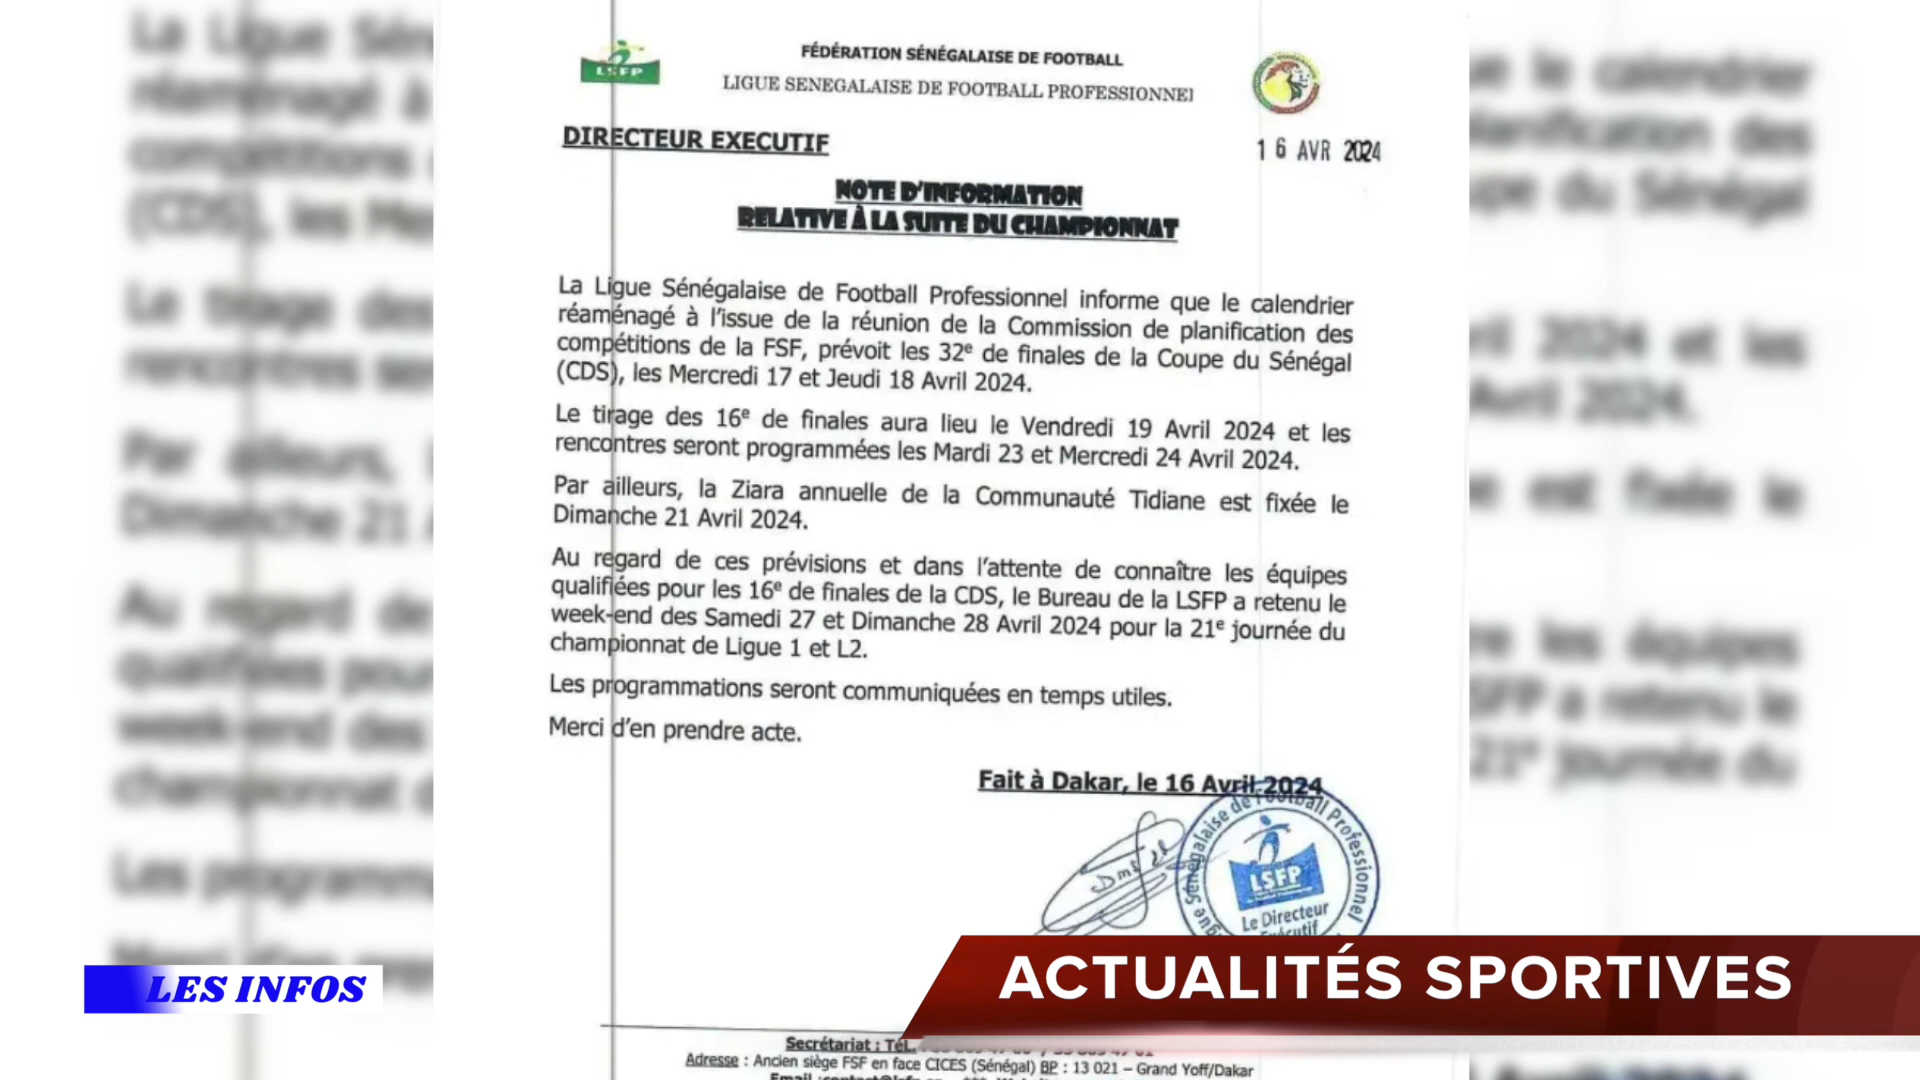 FÉDÉRATION SÉNÉGALAISE DE FOOTBALL
LIGUE SENEGALAISE DE FOOTBALL PROFESSIONNEL
LSFP
DIRECTEUR EXECUTIF
16 AVR 2024
NOTE D'INFORMATION
RELATIVE À LA SUITE DU CHAMPIONNAT
La Ligue Sénégalaise de Football Professionnel informe que le calendrier
réaménagé à l'issue de la réunion de la Commission de planification des
compétitions de la FSF, prévoit les 32e de finales de la Coupe du Sénégal
(CDS), les Mercredi 17 et Jeudi 18 Avril 2024.
Le tirage des 16e de finales aura lieu le Vendredi 19 Avril 2024 et les
rencontres seront programmées les Mardi 23 et Mercredi 24 Avril 2024.
Par ailleurs, la Ziara annuelle de la Communauté Tidiane est fixée le
Dimanche 21 Avril 2024.
Au regard de ces prévisions et dans l'attente de connaître les équipes
qualifiées pour les 16e de finales de la CDS, le Bureau de la LSFP a retenu le
week-end des Samedi 27 et Dimanche 28 Avril 2024 pour la 21e journée du
championnat de Ligue 1 et L2.
Les programmations seront communiquées en temps utiles.
Merci d'en prendre acte.
Fait à Dakar, le 16 Avril 2024
Sénégalaise de Football Professionnel
LSFP
Le Directeur
Exécutif
LES INFOS
ACTUALITÉS SPORTIVES
Secrétariat : Tél.
Adresse : Ancien siège FSF en face CICES (Sénégal) BP : 13 021 – Grand Yoff/Dakar